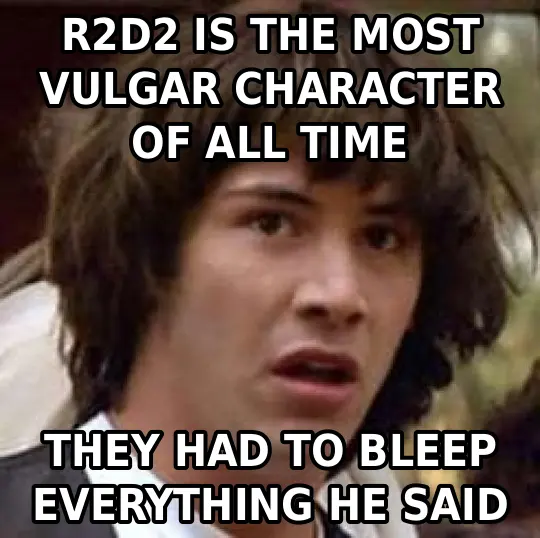 R2D2 IS THE MOST
VULGAR CHARACTER
OF ALL TIME
THEY HAD TO BLEEP
EVERYTHING HE SAID